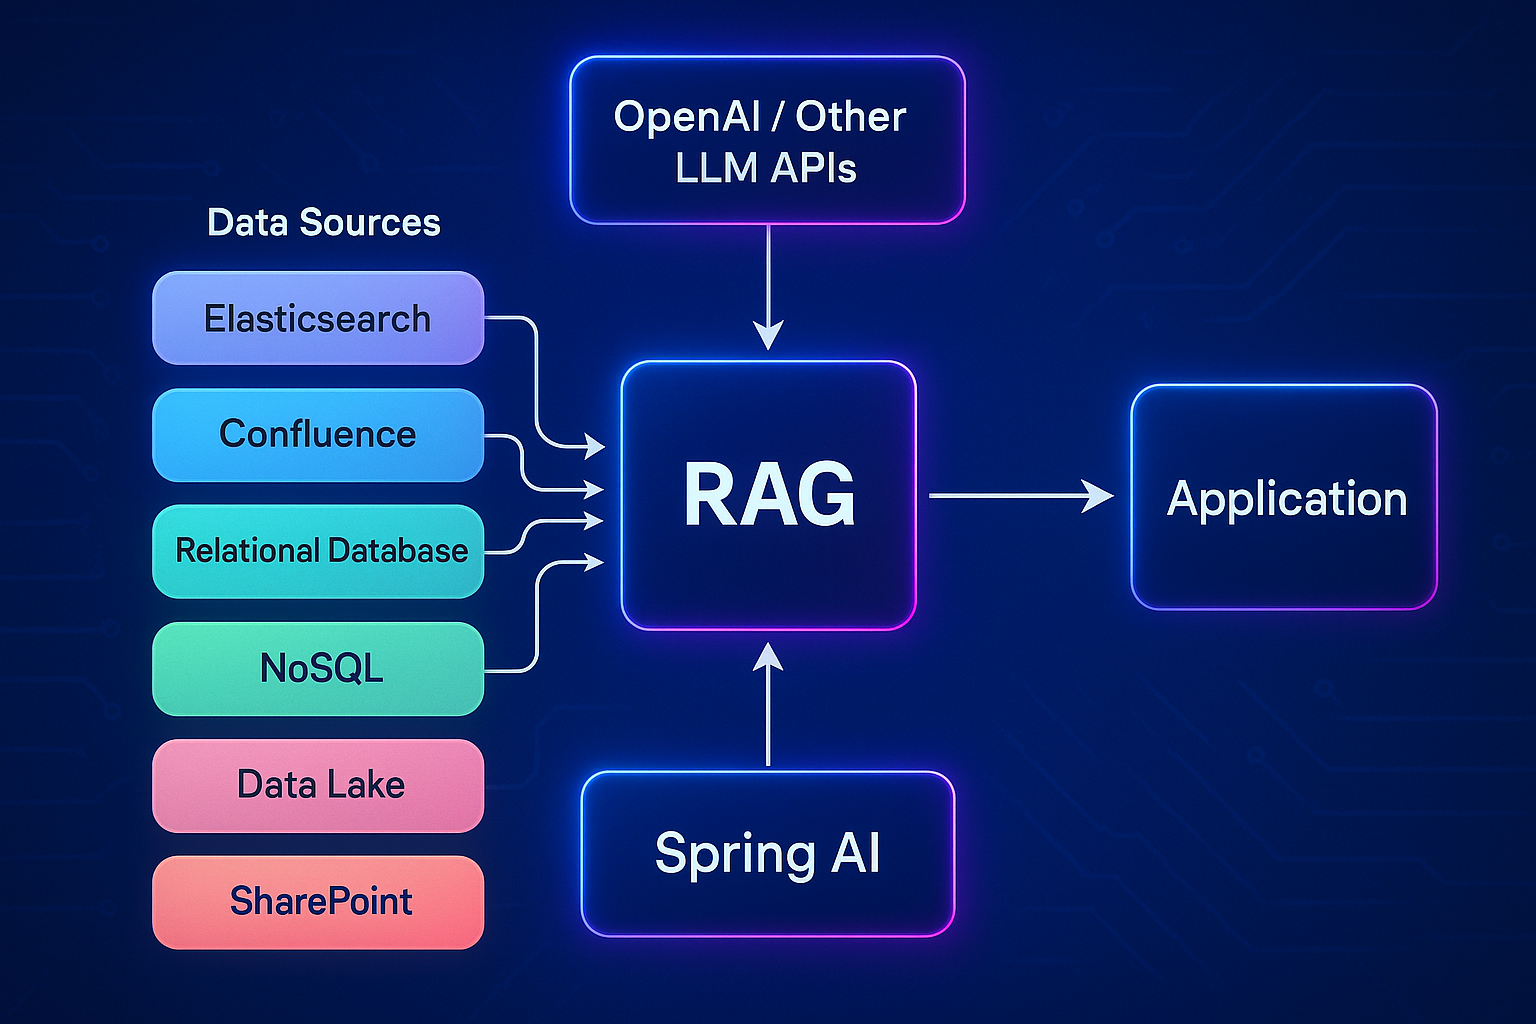 OpenAI / Other
LLM APIs
Data Sources
Elasticsearch
Confluence
Relational Database
NoSQL
Data Lake
SharePoint
RAG
Application
Spring AI